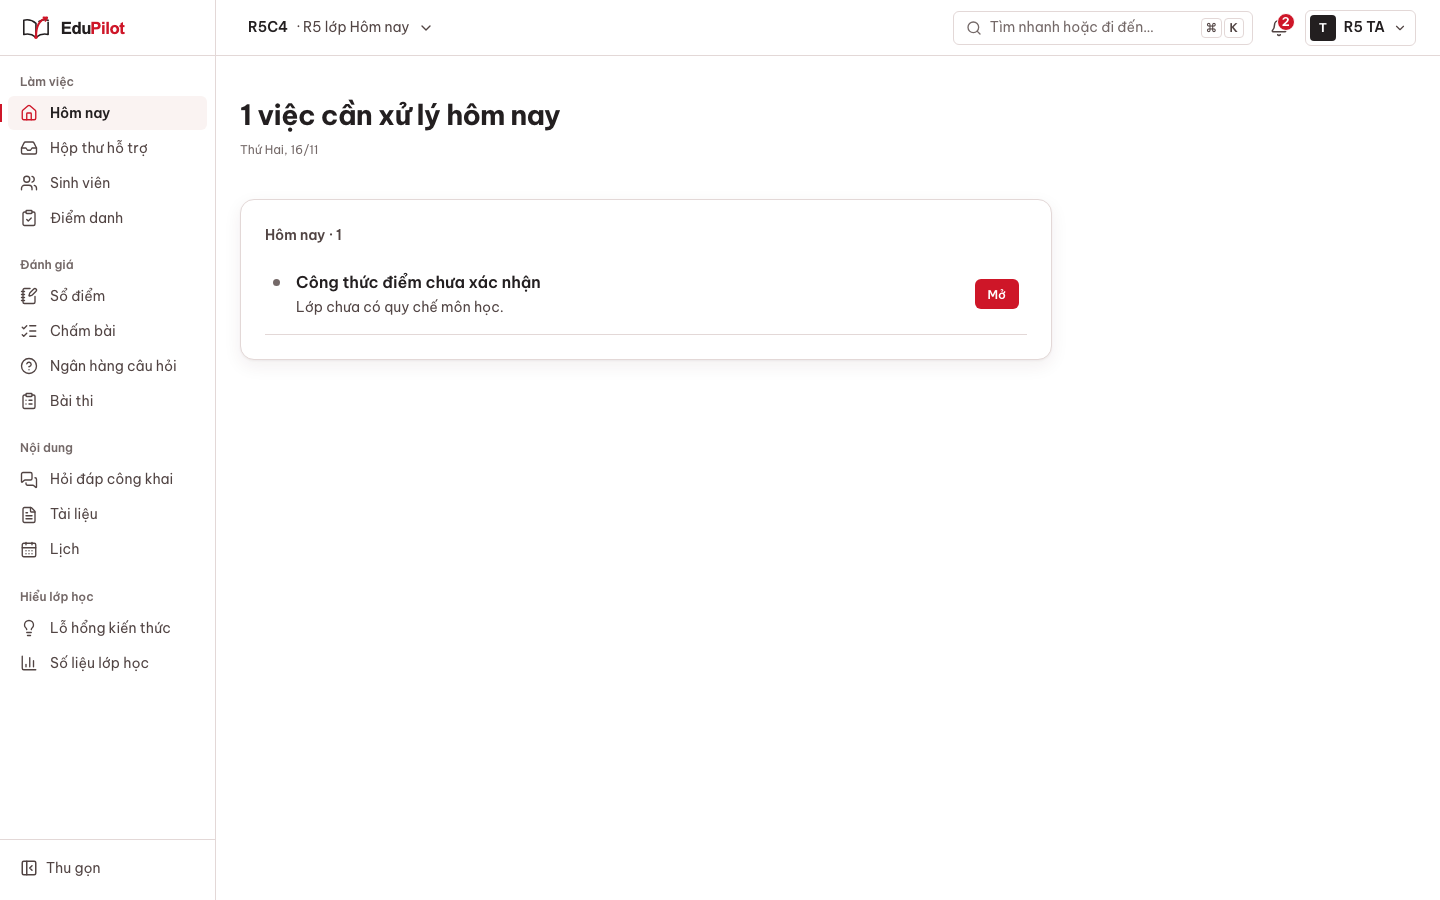 EduPilot
R5C4 · R5 lớp Hôm nay
Tìm nhanh hoặc đi đến...
⌘ K
2
T R5 TA
Làm việc
Hôm nay
Hộp thư hỗ trợ
Sinh viên
Điểm danh
Đánh giá
Sổ điểm
Chấm bài
Ngân hàng câu hỏi
Bài thi
Nội dung
Hỏi đáp công khai
Tài liệu
Lịch
Hiểu lớp học
Lỗ hổng kiến thức
Số liệu lớp học
Thu gọn
1 việc cần xử lý hôm nay
Thứ Hai, 16/11
Hôm nay · 1
Công thức điểm chưa xác nhận
Lớp chưa có quy chế môn học.
Mở